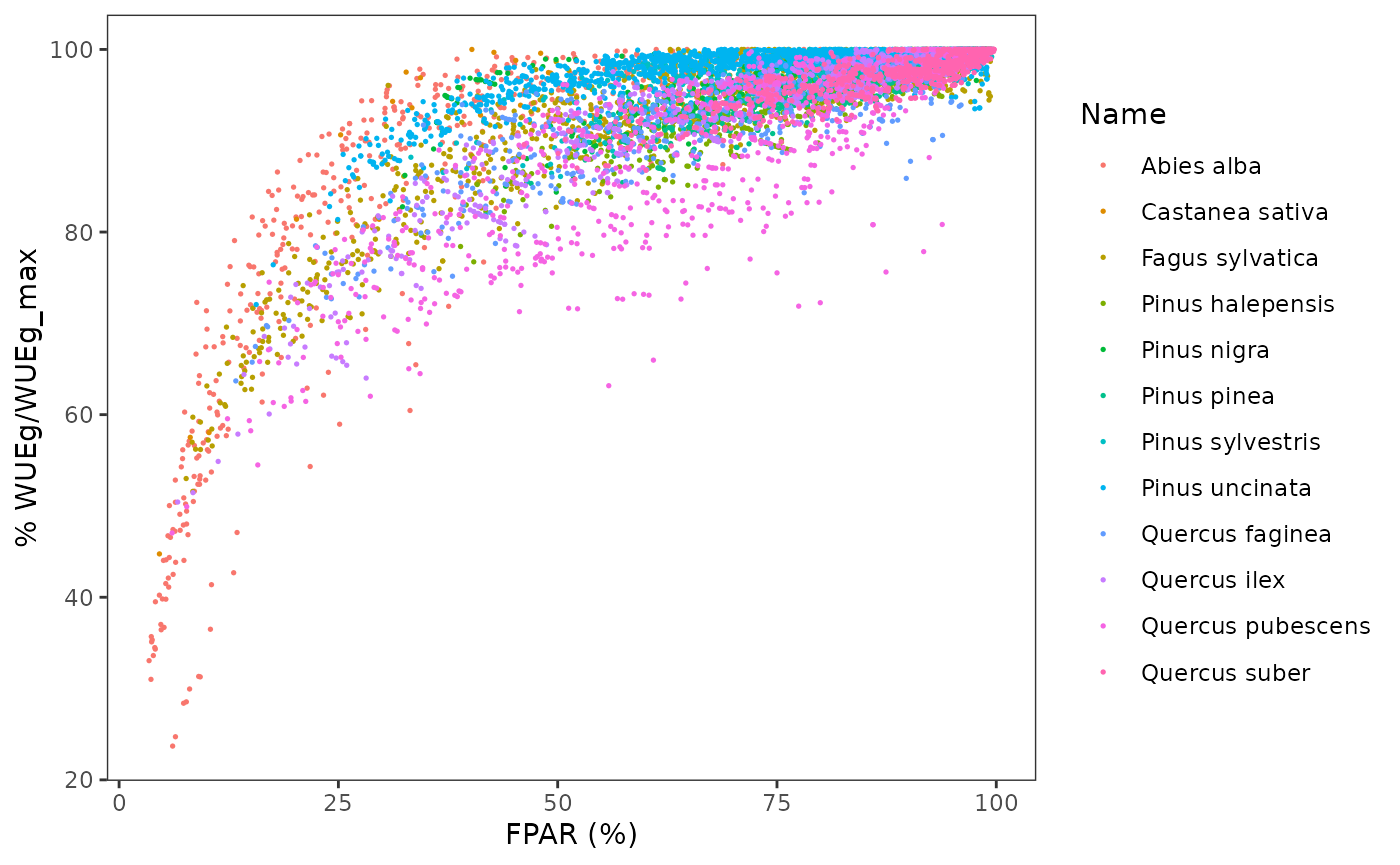 100
80
60
40
20
% WUEg/WUEg_max
0
25
50
75
100
FPAR (%)
Name
Abies alba
Castanea sativa
Fagus sylvatica
Pinus halepensis
Pinus nigra
Pinus pinea
Pinus sylvestris
Pinus uncinata
Quercus faginea
Quercus ilex
Quercus pubescens
Quercus suber